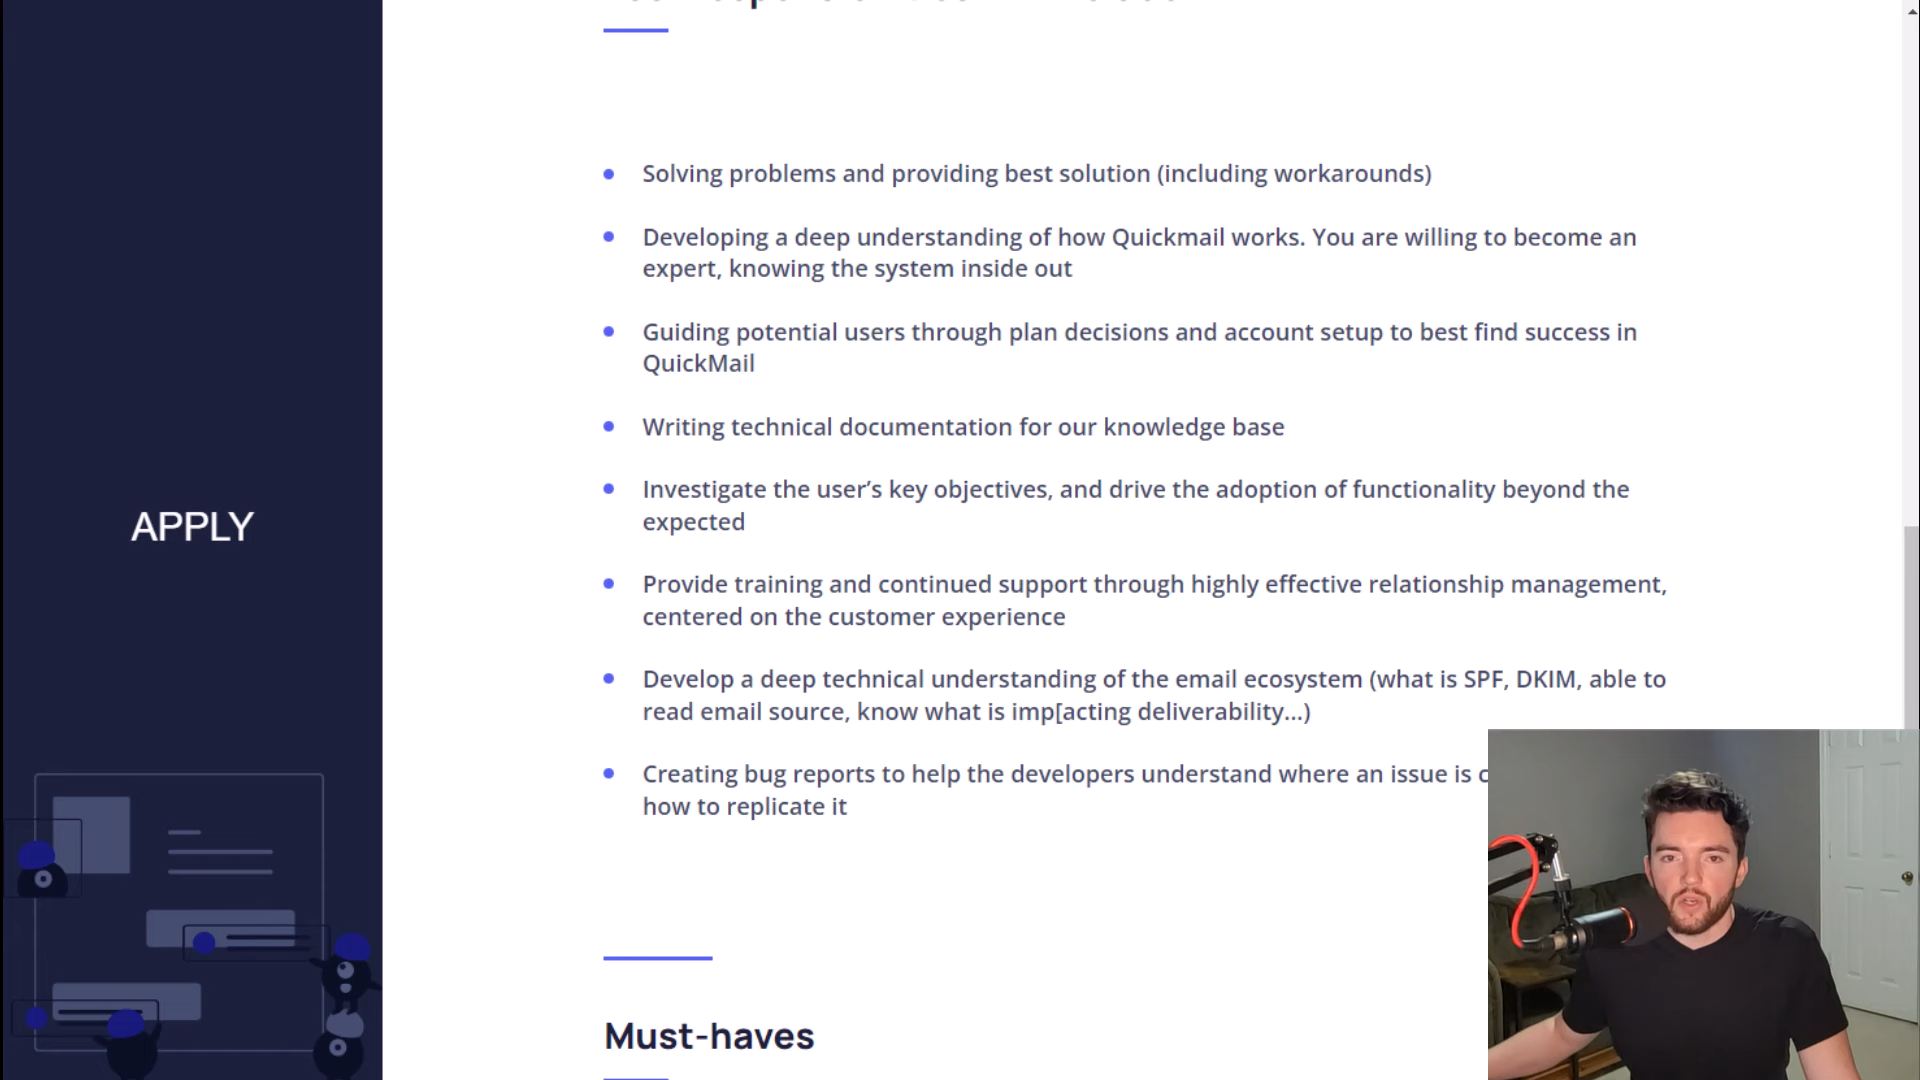 Solving problems and providing best solution (including workarounds)
Developing a deep understanding of how Quickmail works. You are willing to become an
expert, knowing the system inside out
Guiding potential users through plan decisions and account setup to best find success in
QuickMail
Writing technical documentation for our knowledge base
Investigate the user’s key objectives, and drive the adoption of functionality beyond the
expected
APPLY
Provide training and continued support through highly effective relationship management,
centered on the customer experience
Develop a deep technical understanding of the email ecosystem (what is SPF, DKIM, able to
read email source, know what is imp[acting deliverability...)
Creating bug reports to help the developers understand where an issue is
how to replicate it
Must-haves